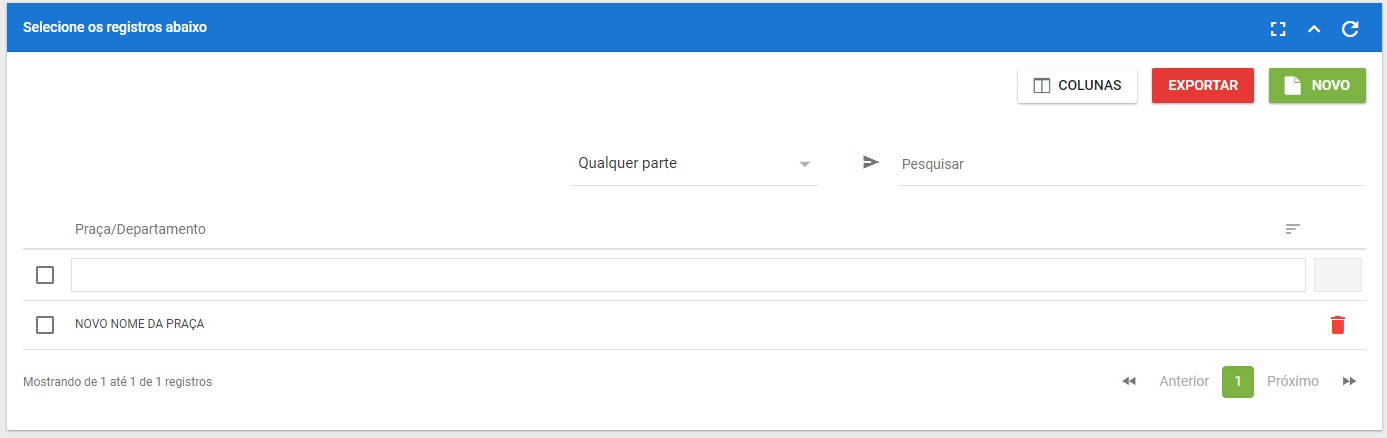 Selecione os registros abaixo
COLUNAS EXPORTAR NOVO
Qualquer parte Pesquisar
Praça/Departamento
NOVO NOME DA PRAÇA
Mostrando de 1 até 1 de 1 registros Anterior 1 Próximo